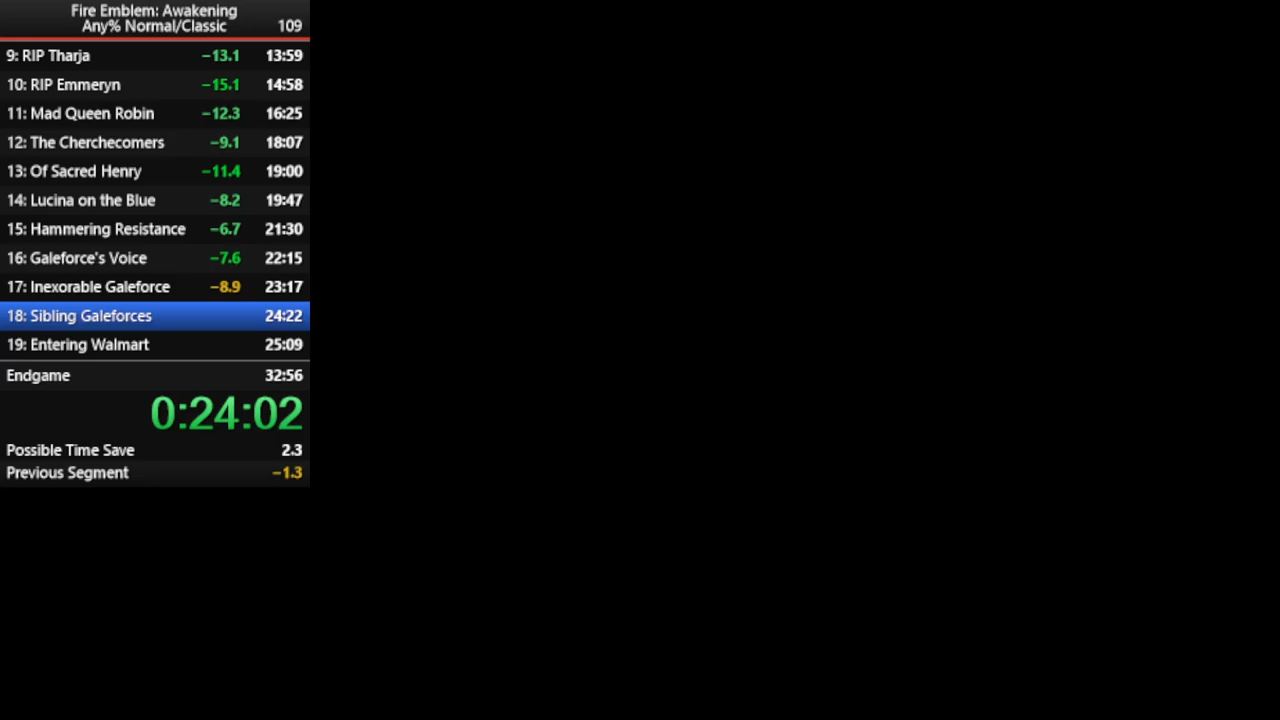 Fire Emblem: Awakening
Any% Normal/Classic 109
9: RIP Tharja −13.1 13:59
10: RIP Emmeryn −15.1 14:58
11: Mad Queen Robin −12.3 16:25
12: The Cherchecomers −9.1 18:07
13: Of Sacred Henry −11.4 19:00
14: Lucina on the Blue −8.2 19:47
15: Hammering Resistance −6.7 21:30
16: Galeforce's Voice −7.6 22:15
17: Inexorable Galeforce −8.9 23:17
18: Sibling Galeforces 24:22
19: Entering Walmart 25:09
Endgame 32:56
0:24:02
Possible Time Save 2.3
Previous Segment −1.3